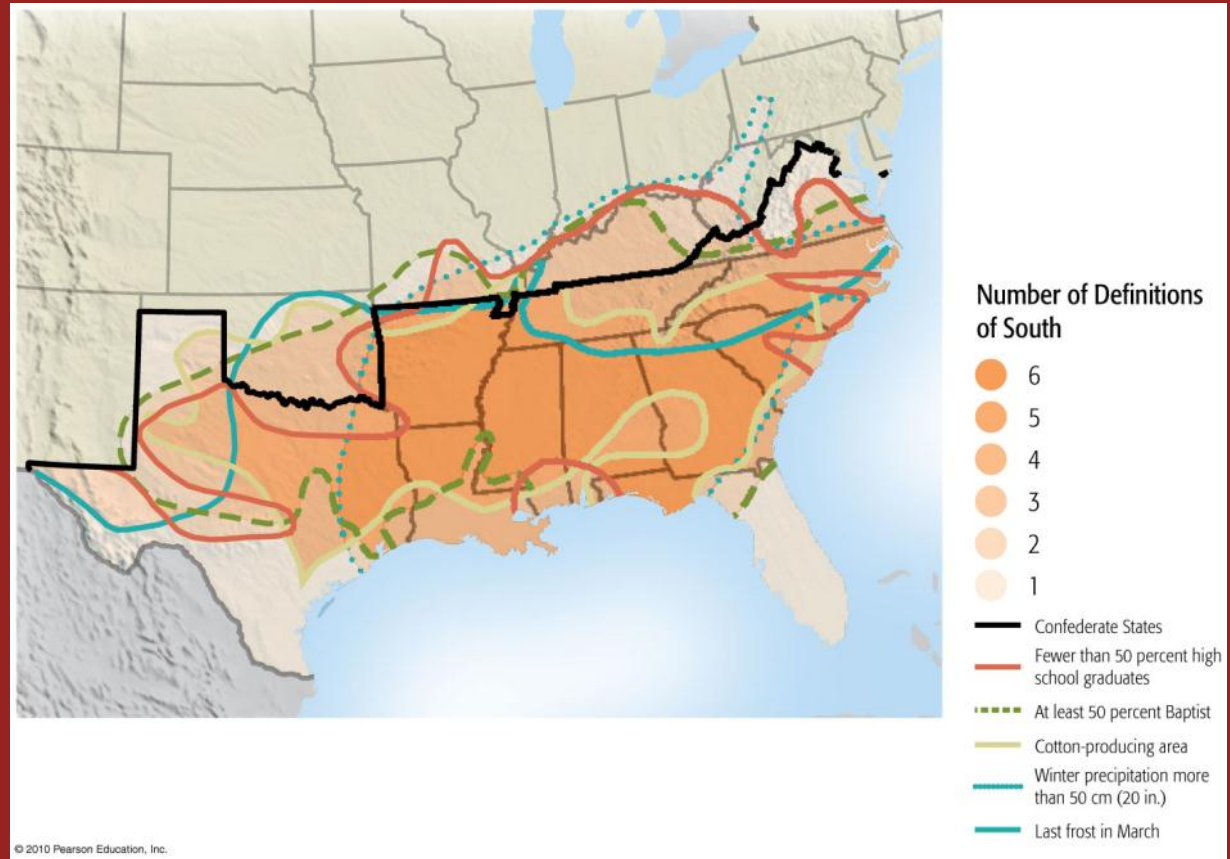 Number of Definitions
of South
6
5
4
3
2
1
Confederate States
Fewer than 50 percent high
school graduates
At least 50 percent Baptist
Cotton-producing area
Winter precipitation more
than 50 cm (20 in.)
Last frost in March
© 2010 Pearson Education, Inc.